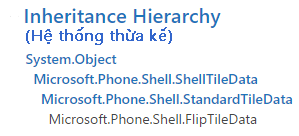 Inheritance Hierarchy
(Hệ thống thừa kế)
System.Object
Microsoft.Phone.Shell.ShellTileData
Microsoft.Phone.Shell.StandardTileData
Microsoft.Phone.Shell.FlipTileData